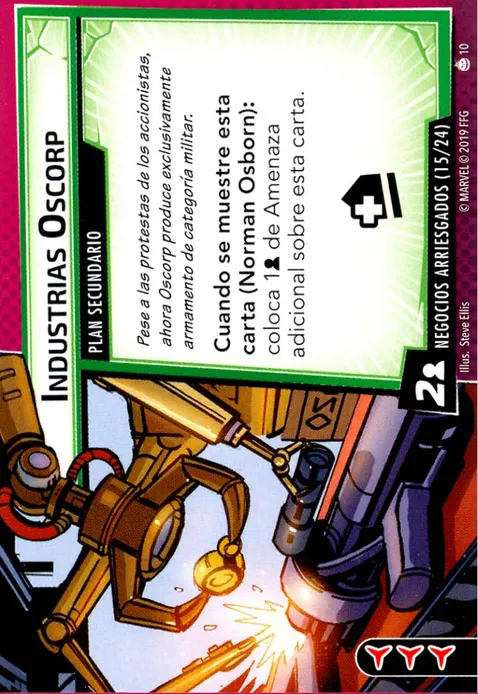 INDUSTRIAS OSCORP
PLAN SECUNDARIO
Pese a las protestas de los accionistas,
ahora Oscorp produce exclusivamente
armamento de categoría militar.
Cuando se muestre esta
carta (Norman Osborn):
coloca 1 de Amenaza
adicional sobre esta carta.
2
NEGOCIOS ARRIESGADOS (15/24)
Illus. Steve Ellis
© MARVEL © 2019 FFG
10
ZO